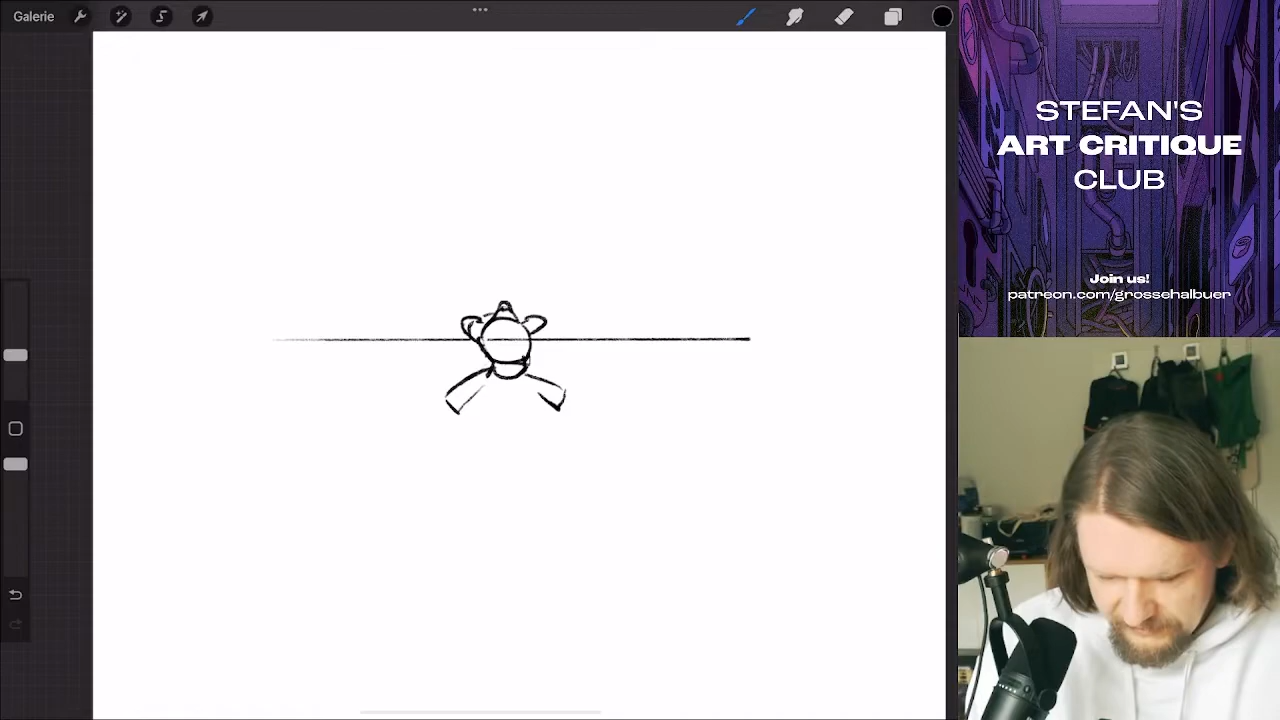 Galerie
STEFAN'S
ART CRITIQUE
CLUB
Join us!
patreon.com/grossehalbuer